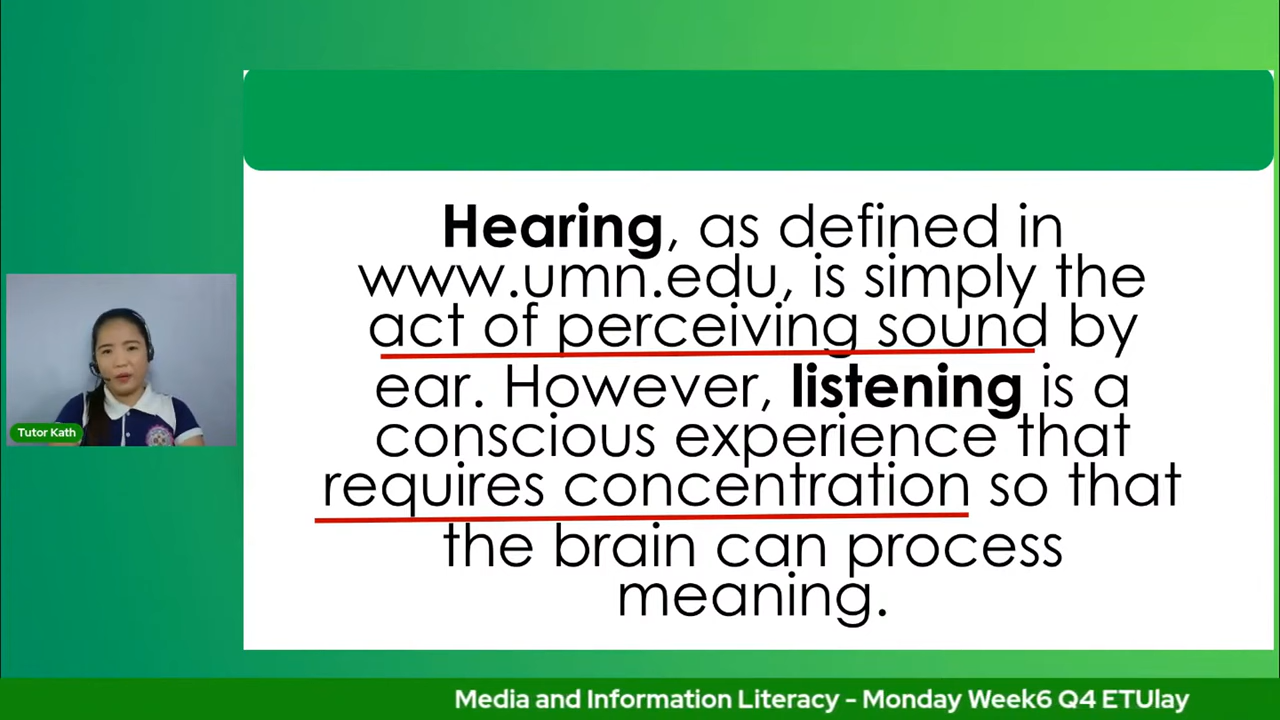 Hearing, as defined in
www.umn.edu, is simply the
act of perceiving sound by
ear. However, listening is a
conscious experience that
requires concentration so that
the brain can process
meaning.
Tutor Kath
Media and Information Literacy - Monday Week6 Q4 ETUlay